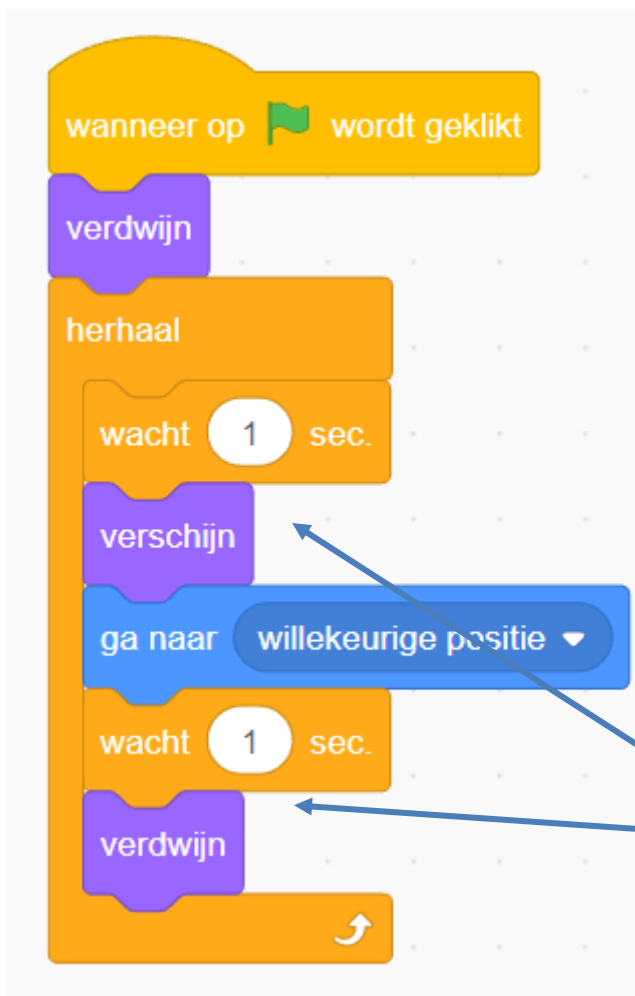 wanneer op wordt geklikt
verdwijn
herhaal
wacht 1 sec.
verschijn
ga naar willekeurige positie
wacht 1 sec.
verdwijn